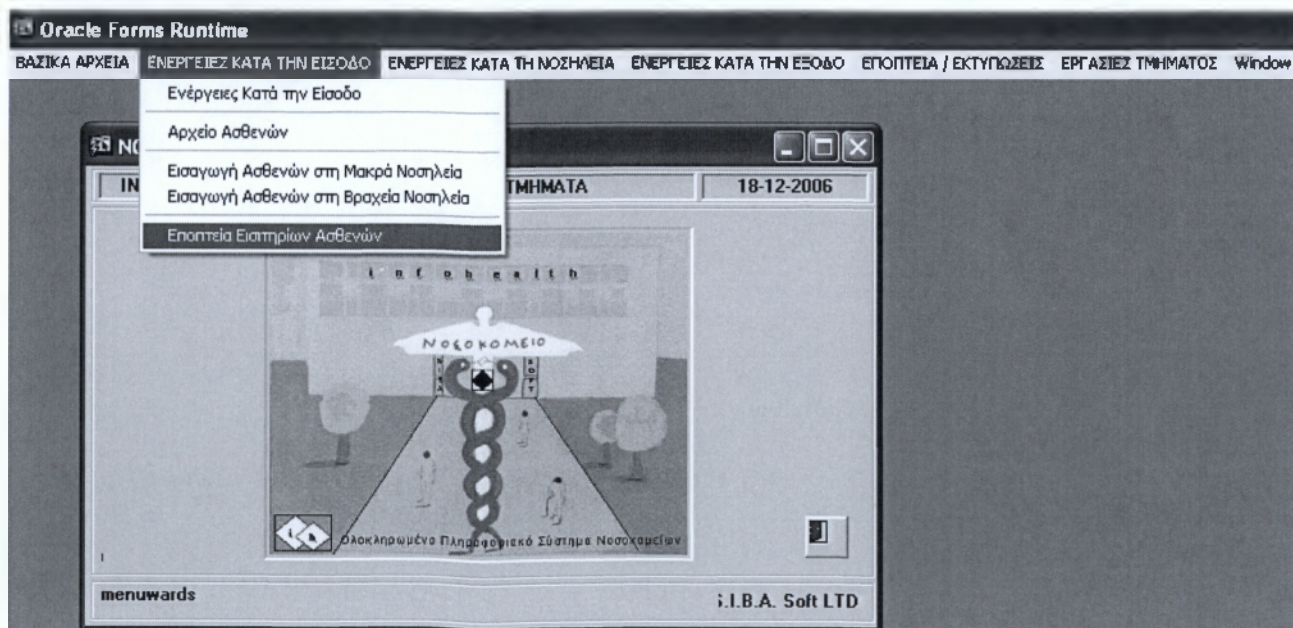 Oracle Forms Runtime
ΒΑΣΙΚΑ ΑΡΧΕΙΑ ΕΝΕΡΓΕΙΕΣ ΚΑΤΑ ΤΗΝ ΕΙΣΟΔΟ ΕΝΕΡΓΕΙΕΣ ΚΑΤΑ ΤΗ ΝΟΣΗΛΕΙΑ ΕΝΕΡΓΕΙΕΣ ΚΑΤΑ ΤΗΝ ΕΞΟΔΟ ΕΠΟΠΤΕΙΑ / ΕΚΤΥΠΩΣΕΙΣ ΕΡΓΑΣΙΕΣ ΤΜΗΜΑΤΟΣ Window
Ενέργειες Κατά την Είσοδο
Αρχείο Ασθενών
Εισαγωγή Ασθενών στη Μακρά Νοσηλεία
Εισαγωγή Ασθενών στη Βραχεία Νοσηλεία
Εποπτεία Εισιτηρίων Ασθενών
ΤΜΗΜΑΤΑ 18-12-2006
infohealth
ΝΟΣΟΚΟΜΕΙΟ
Ολοκληρωμένο Πληροφοριακό Σύστημα Νοσοκομείων
menuwards
.I.B.A. Soft LTD